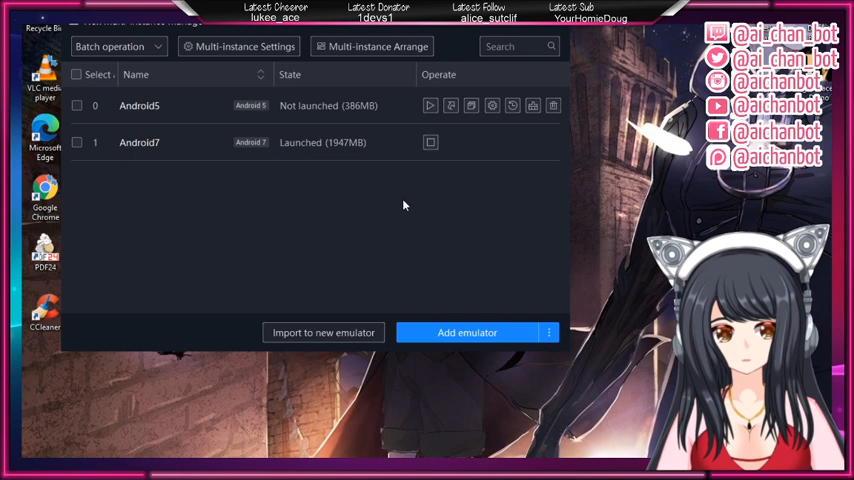 Latest Cheerer
lukee_ace
Latest Donator
1devs1
Latest Follow
alice_sutclif
Latest Sub
YourHomieDoug
Recycle Bin
Batch operation
Multi-instance Settings
Multi-instance Arrange
Search
Select
Name
State
Operate
0
Android5
Android 5
Not launched (386MB)
1
Android7
Android 7
Launched (1947MB)
Import to new emulator
Add emulator
VLC media
player
Microsoft
Edge
Google
Chrome
PDF24
CCleaner
@ai_chan_bot
@ai_chan_bot
@aichanbot
@aichanbot
@aichanbot
@aichanbot